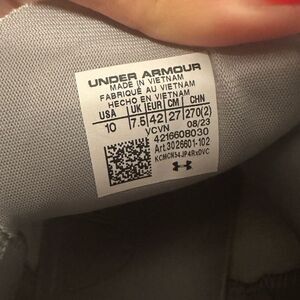 UNDER ARMOUR
MADE IN VIETNAM
FABRIQUÉ AU VIETNAM
HECHO EN VIETNAM
USA UK EUR CM CHN
10 7.5 42 27 270(2)
VCVN 08/23
4216608030
Art.3026601-102